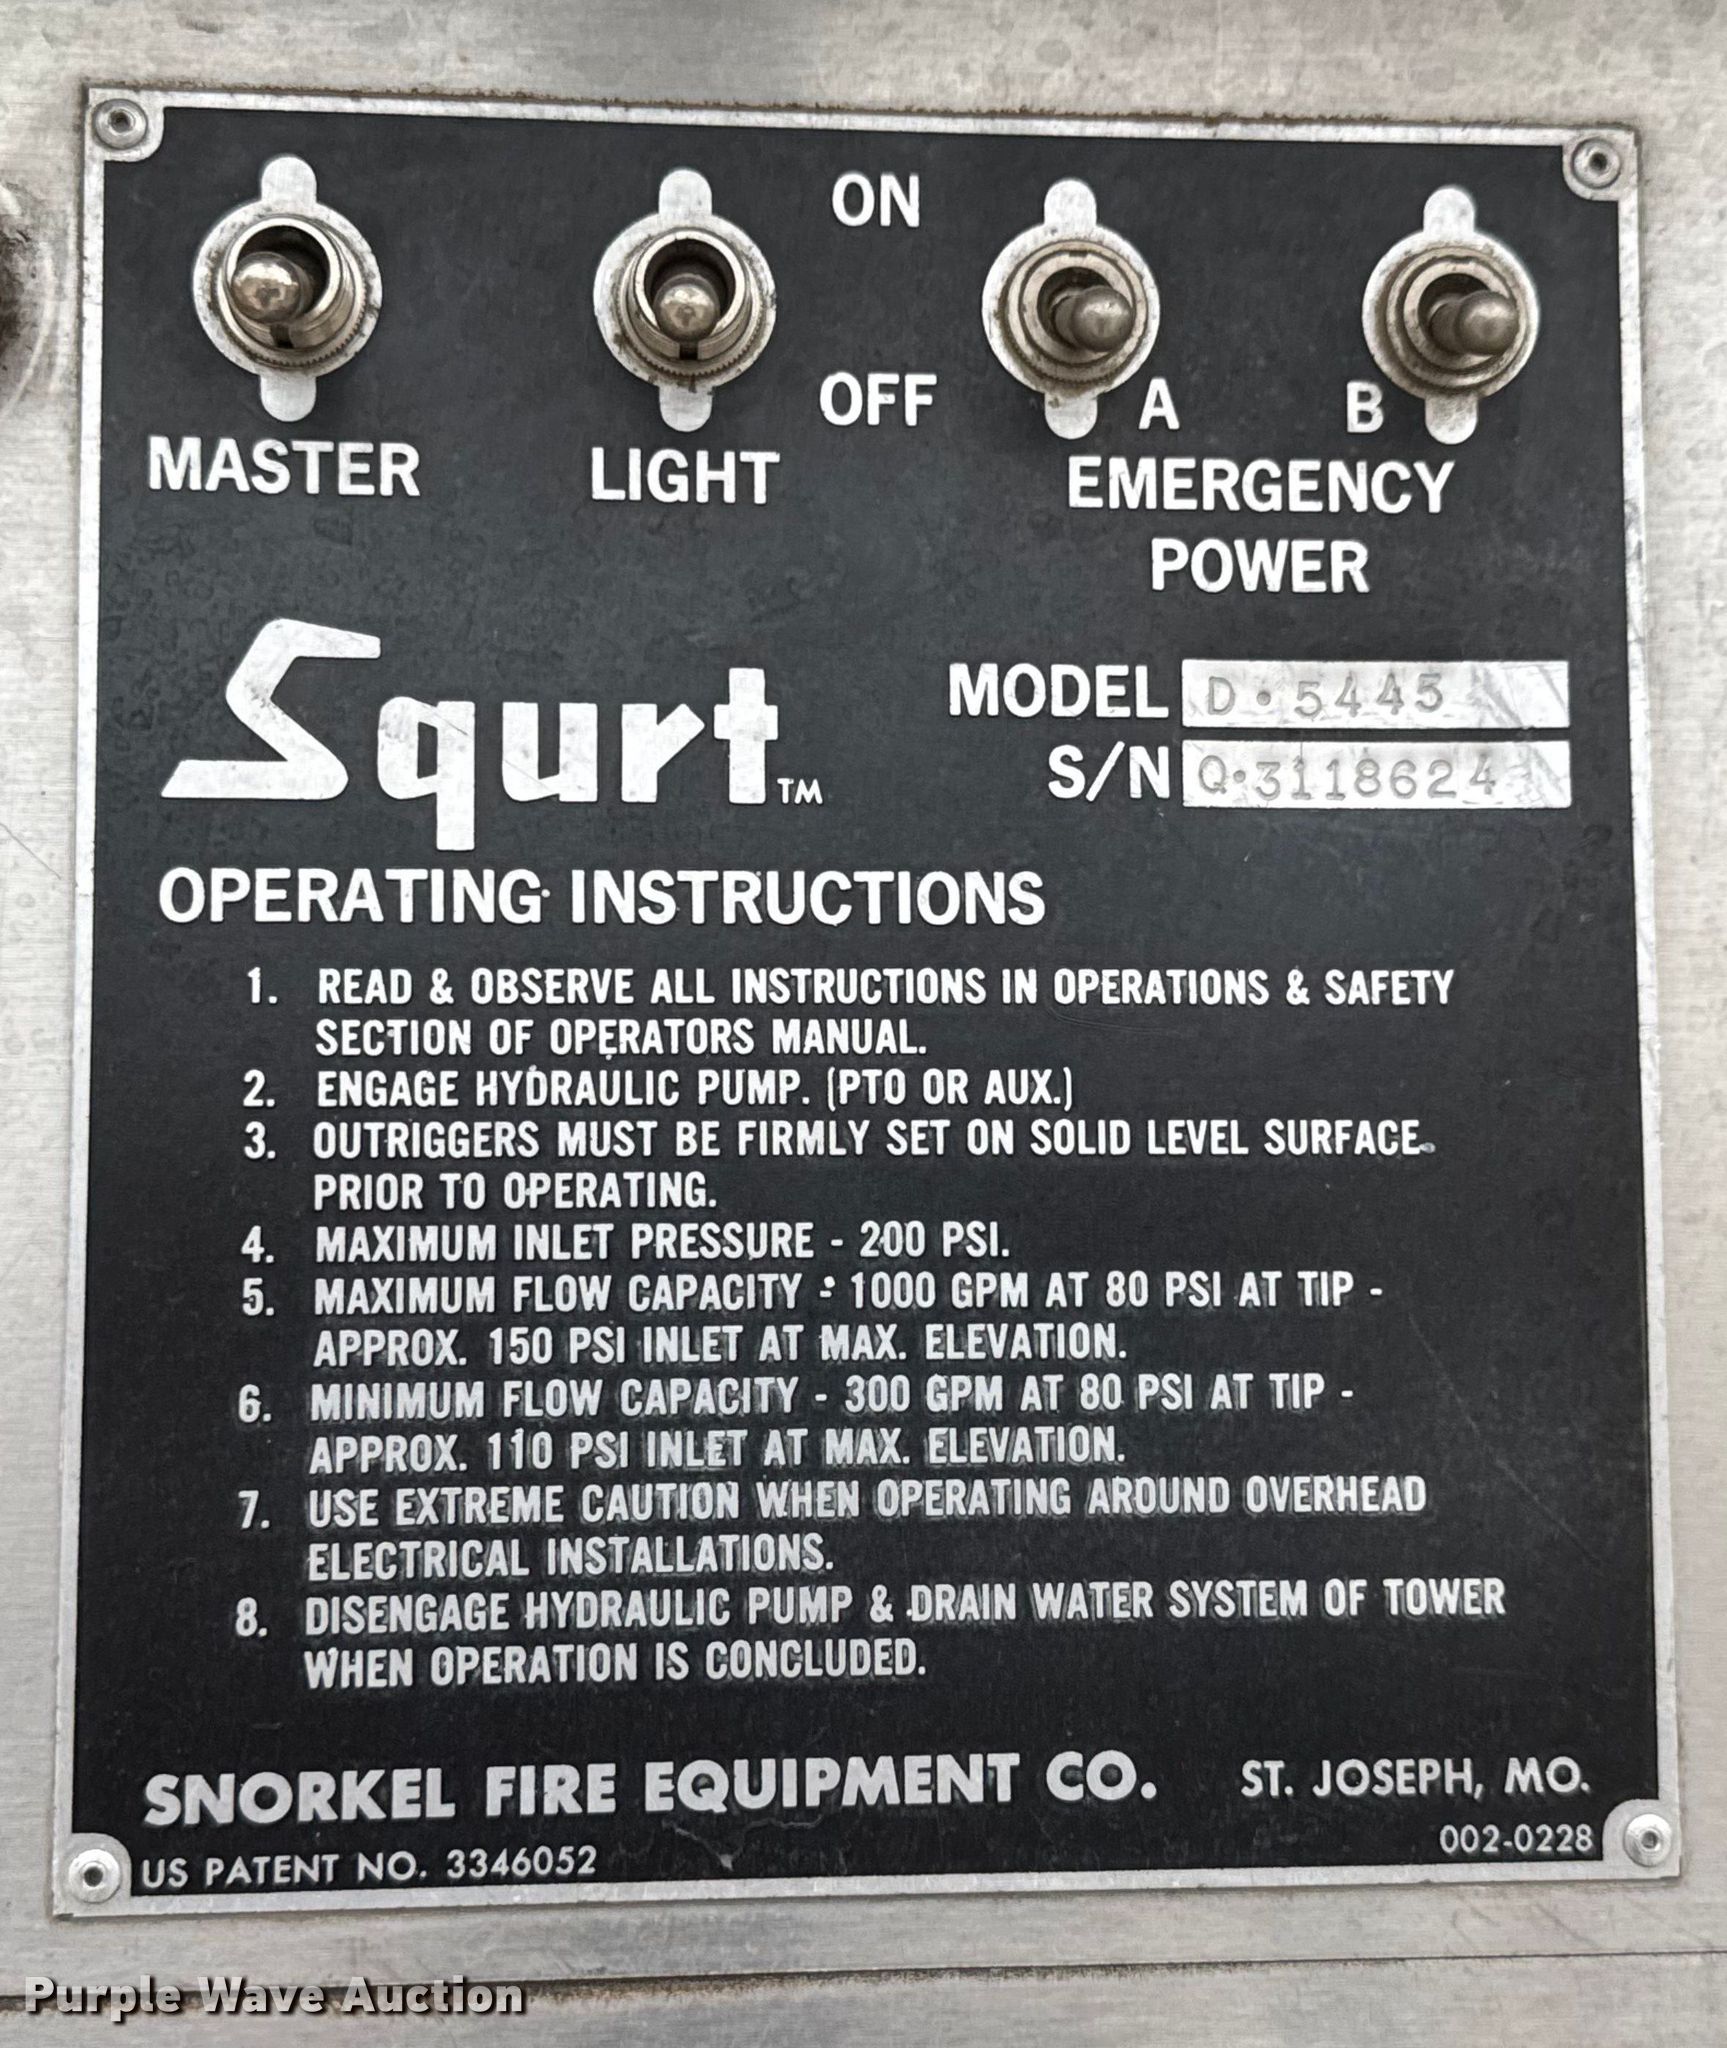 ON
OFF
MASTER
LIGHT
A
B
EMERGENCY
POWER
Squrt™
MODEL D·5445
S/N Q·3118624
OPERATING INSTRUCTIONS
1. READ & OBSERVE ALL INSTRUCTIONS IN OPERATIONS & SAFETY
SECTION OF OPERATORS MANUAL.
2. ENGAGE HYDRAULIC PUMP. (PTO OR AUX.)
3. OUTRIGGERS MUST BE FIRMLY SET ON SOLID LEVEL SURFACE
PRIOR TO OPERATING.
4. MAXIMUM INLET PRESSURE - 200 PSI.
5. MAXIMUM FLOW CAPACITY - 1000 GPM AT 80 PSI AT TIP -
APPROX. 150 PSI INLET AT MAX. ELEVATION.
6. MINIMUM FLOW CAPACITY - 300 GPM AT 80 PSI AT TIP -
APPROX. 110 PSI INLET AT MAX. ELEVATION.
7. USE EXTREME CAUTION WHEN OPERATING AROUND OVERHEAD
ELECTRICAL INSTALLATIONS.
8. DISENGAGE HYDRAULIC PUMP & DRAIN WATER SYSTEM OF TOWER
WHEN OPERATION IS CONCLUDED.
SNORKEL FIRE EQUIPMENT CO. ST. JOSEPH, MO.
US PATENT NO. 3346052
002-0228
Purple Wave Auction